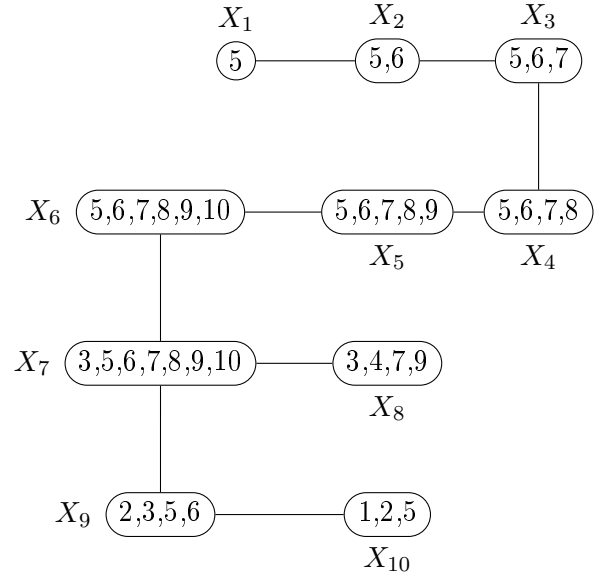 X₁ X₂ X₃
5 5,6 5,6,7
X₆ 5,6,7,8,9,10 5,6,7,8,9 5,6,7,8
X₅ X₄
X₇ 3,5,6,7,8,9,10 3,4,7,9
X₈
X₉ 2,3,5,6 1,2,5
X₁₀